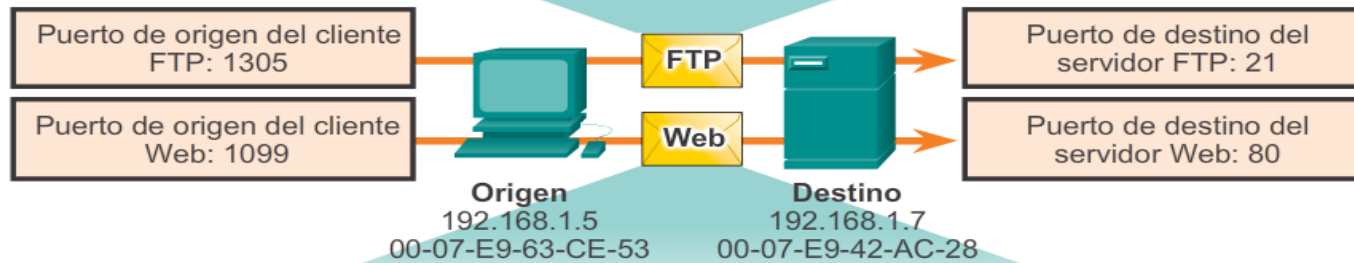 Puerto de origen del cliente
FTP: 1305
FTP
Puerto de destino del
servidor FTP: 21
Puerto de origen del cliente
Web: 1099
Web
Puerto de destino del
servidor Web: 80
Origen
192.168.1.5
00-07-E9-63-CE-53
Destino
192.168.1.7
00-07-E9-42-AC-28